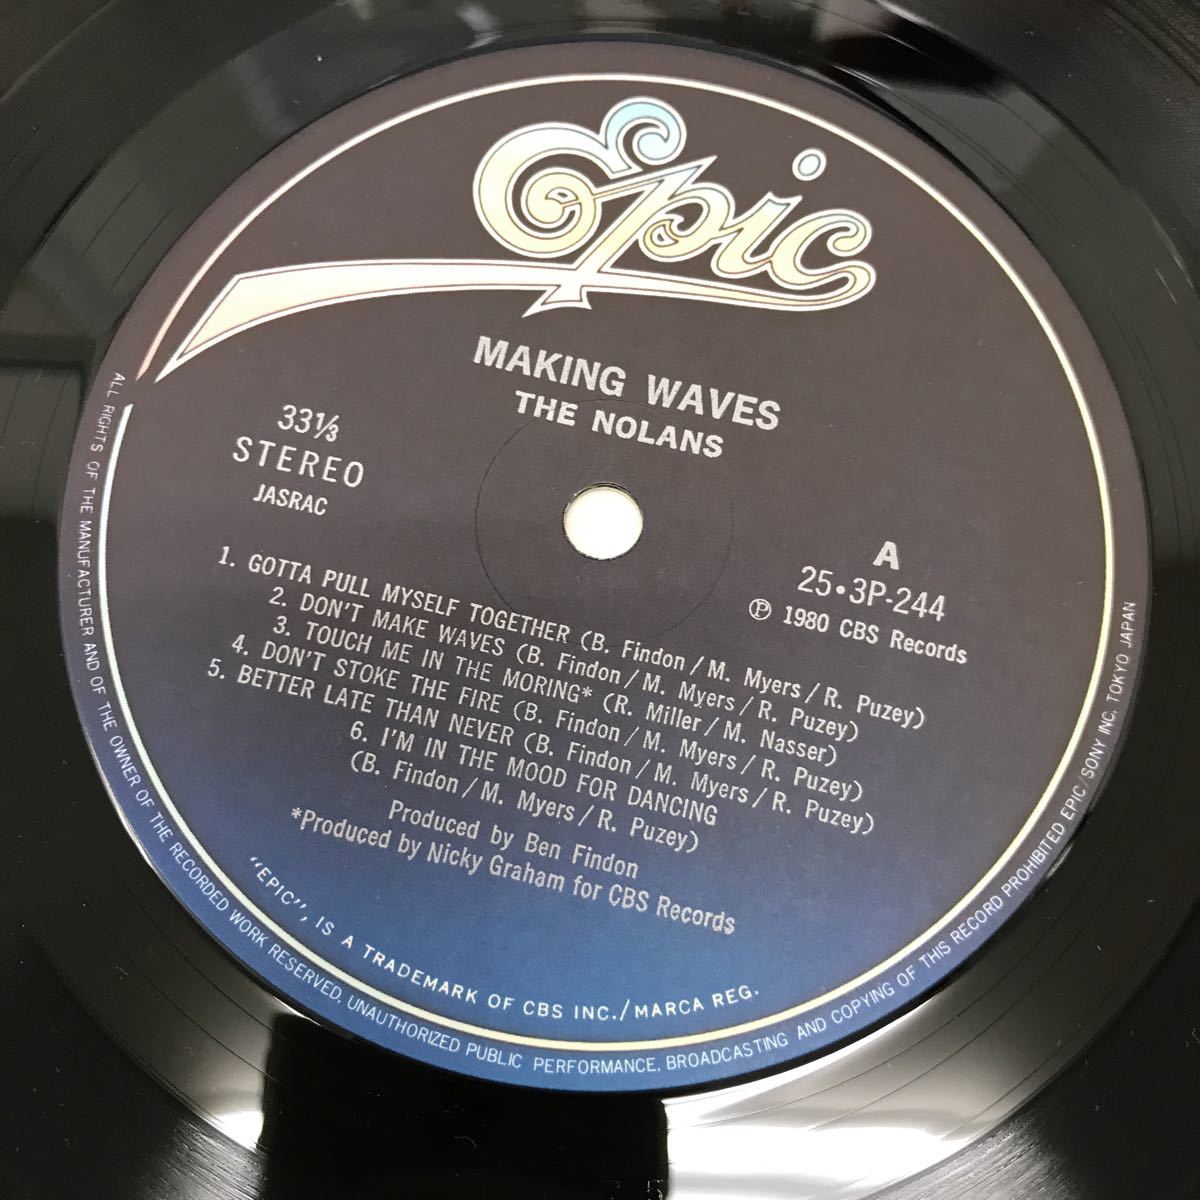 Epic
MAKING WAVES
THE NOLANS
33⅓
STEREO
JASRAC
A
25・3P-244
Ⓟ 1980 CBS Records
1. GOTTA PULL MYSELF TOGETHER (B. Findon/M. Myers/R. Puzey)
2. DON'T MAKE WAVES (B. Findon/M. Myers/R. Puzey)
3. TOUCH ME IN THE MORING* (R. Miller/M. Nasser)
4. DON'T STOKE THE FIRE (B. Findon/M. Myers/R. Puzey)
5. BETTER LATE THAN NEVER (B. Findon/M. Myers/R. Puzey)
6. I'M IN THE MOOD FOR DANCING
(B. Findon/M. Myers/R. Puzey)
Produced by Ben Findon
*Produced by Nicky Graham for CBS Records
"EPIC", IS A TRADEMARK OF CBS INC./MARCA REG.
ALL RIGHTS OF THE MANUFACTURER AND OF THE OWNER OF THE RECORDED WORK RESERVED. UNAUTHORIZED PUBLIC PERFORMANCE. BROADCASTING AND COPYING OF THIS RECORD PROHIBITED EPIC/SONY INC. TOKYO JAPAN